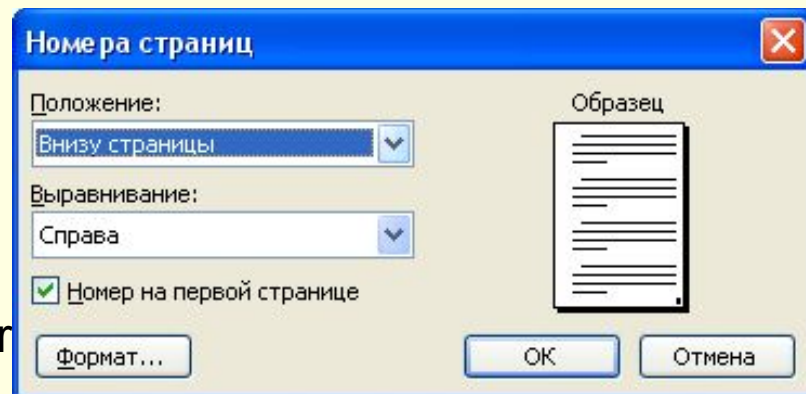 Номера страниц
Положение:
Образец
Внизу страницы
Выравнивание:
Справа
Номер на первой странице
Формат...
ОК
Отмена